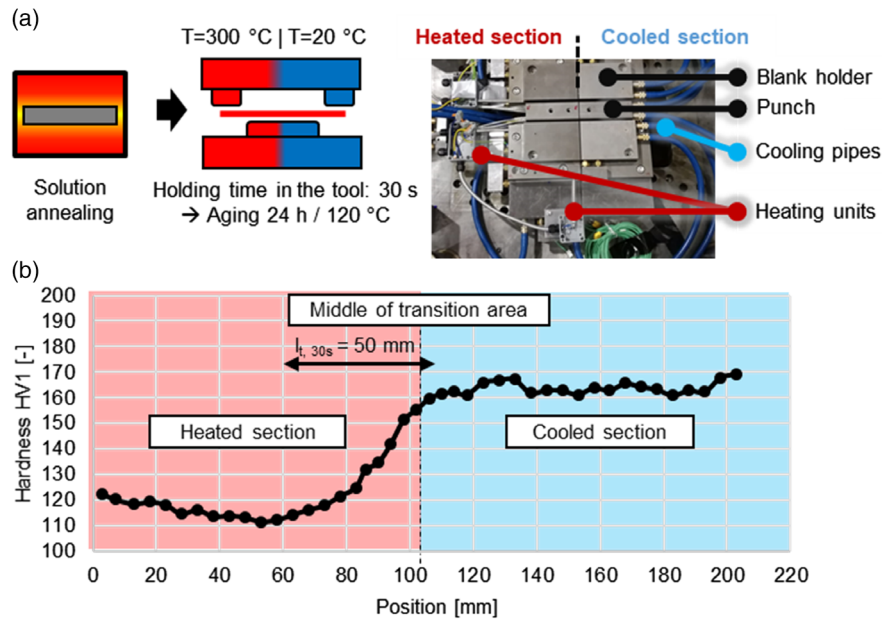 (a)
T=300 °C | T=20 °C
Heated section
Cooled section
Blank holder
Punch
Cooling pipes
Heating units
Solution
annealing
Holding time in the tool: 30 s
→ Aging 24 h / 120 °C
(b)
Hardness HV1 [-]
200
190
180
170
160
150
140
130
120
110
100
Middle of transition area
lt, 30s = 50 mm
Heated section
Cooled section
0 20 40 60 80 100 120 140 160 180 200 220
Position [mm]